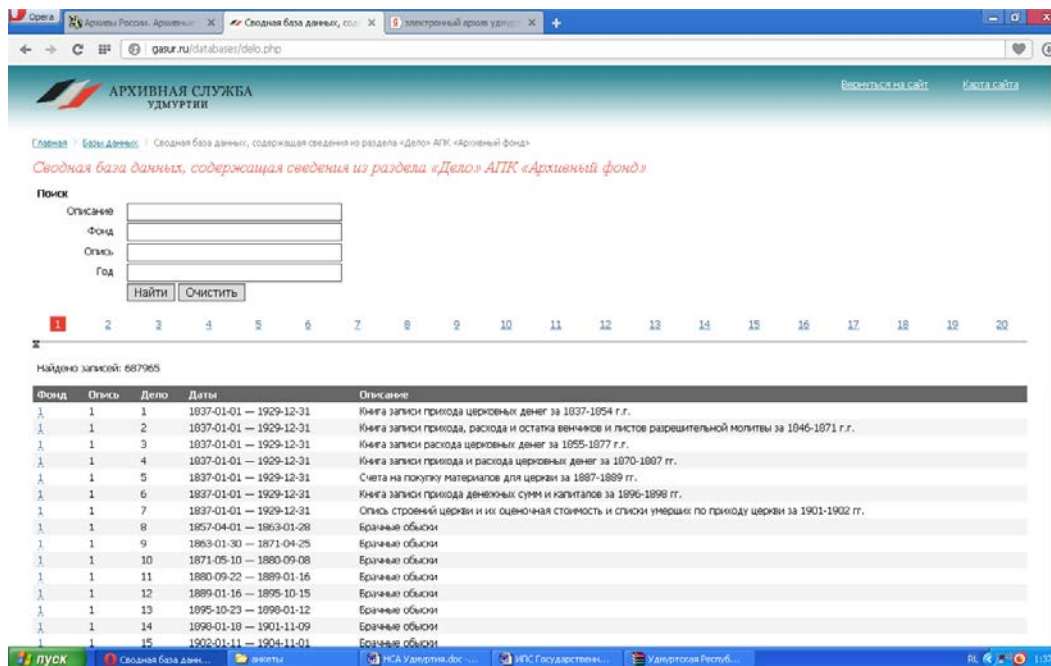 Opera Архивы России. Архивные Сводная база данных, сод электронный архив удмурт
gasur.ru/databases/delo.php
АРХИВНАЯ СЛУЖБА
УДМУРТИИ
Вернуться на сайт Карта сайта
Главная Базы данных Сводная база данных, содержащая сведения из раздела «Дело» АПК «Архивный фонд»
Сводная база данных, содержащая сведения из раздела «Дело» АПК «Архивный фонд»
Поиск
Описание
Фонд
Опись
Год
Найти Очистить
1 2 3 4 5 6 7 8 9 10 11 12 13 14 15 16 17 18 19 20
Найдено записей: 687965
Фонд Опись Дело Даты Описание
1 1 1 1837-01-01 — 1929-12-31 Книга записи прихода церковных денег за 1837-1854 г.г.
1 1 2 1837-01-01 — 1929-12-31 Книга записи прихода, расхода и остатка венчиков и листов разрешительной молитвы за 1846-1871 г.г.
1 1 3 1837-01-01 — 1929-12-31 Книга записи расхода церковных денег за 1855-1877 г.г.
1 1 4 1837-01-01 — 1929-12-31 Книга записи прихода и расхода церковных денег за 1870-1887 гг.
1 1 5 1837-01-01 — 1929-12-31 Счета на покупку материалов для церкви за 1887-1889 гг.
1 1 6 1837-01-01 — 1929-12-31 Книга записи прихода денежных сумм и капиталов за 1896-1898 гг.
1 1 7 1837-01-01 — 1929-12-31 Опись строений церкви и их оценочная стоимость и списки умерших по приходу церкви за 1901-1902 гг.
1 1 8 1857-04-01 — 1863-01-28 Брачные обыски
1 1 9 1863-01-30 — 1871-04-25 Брачные обыски
1 1 10 1871-05-10 — 1880-09-08 Брачные обыски
1 1 11 1880-09-22 — 1889-01-16 Брачные обыски
1 1 12 1889-01-16 — 1895-10-15 Брачные обыски
1 1 13 1895-10-23 — 1898-01-12 Брачные обыски
1 1 14 1898-01-18 — 1901-11-09 Брачные обыски
1 1 15 1902-01-11 — 1904-11-01 Брачные обыски
пуск Сводная база данн... анкеты НСА Удмуртия.doc -... ИПС Государственн... Удмуртская Республ... RL